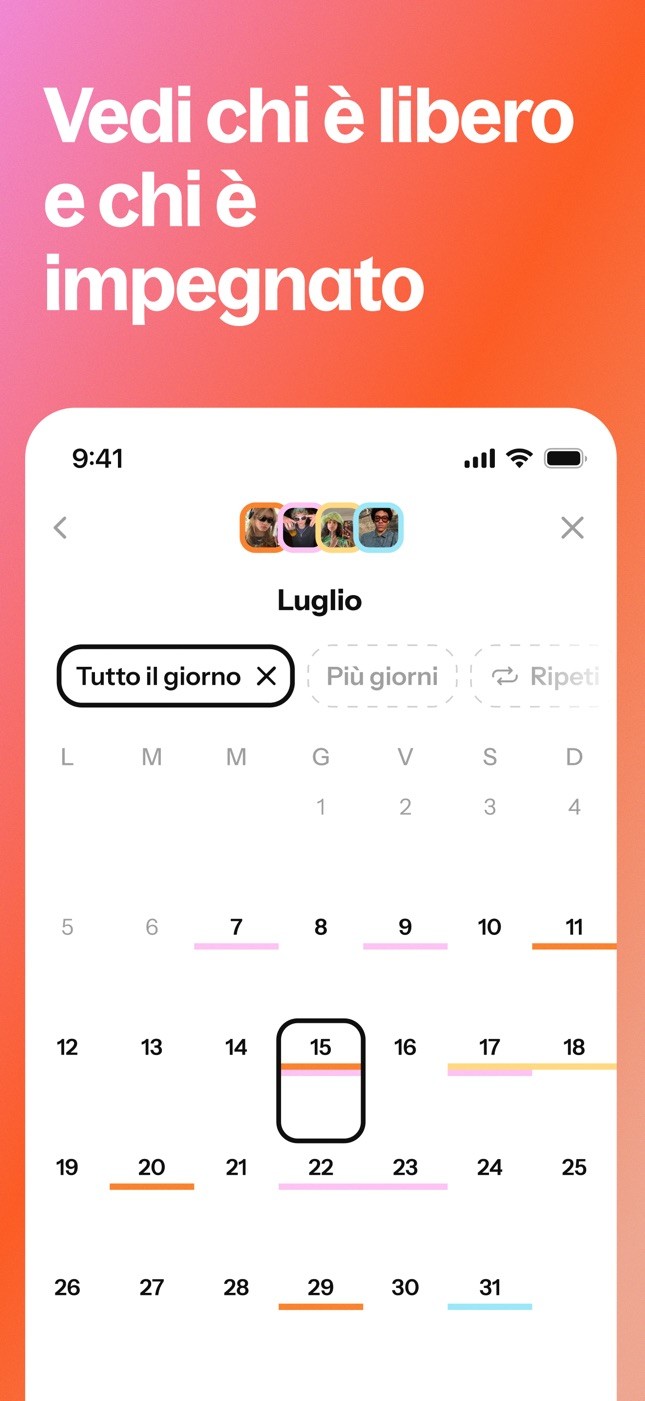 Vedi chi è libero
e chi è
impegnato
9:41
Luglio
Tutto il giorno
Più giorni
Ripeti
L M M G V S D
1 2 3 4
5 6 7 8 9 10 11
12 13 14 15 16 17 18
19 20 21 22 23 24 25
26 27 28 29 30 31